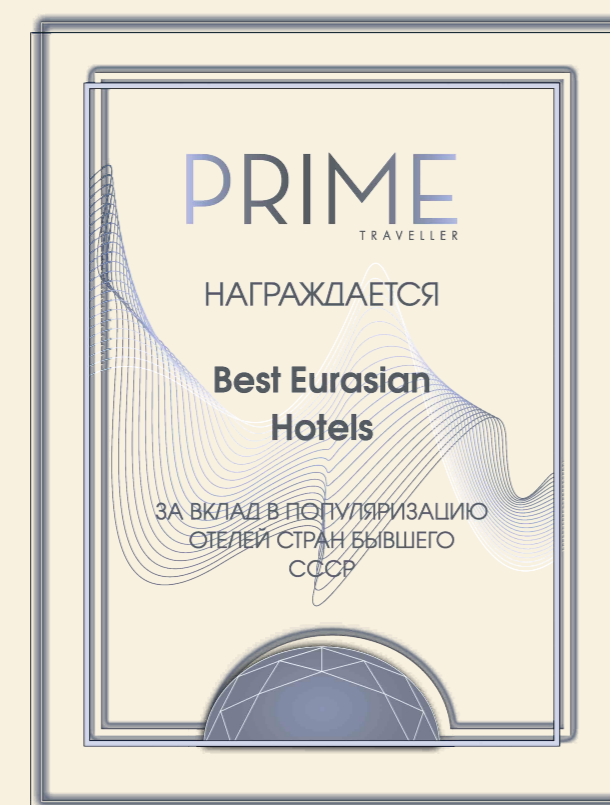 PRIME
TRAVELLER
НАГРАЖДАЕТСЯ
Best Eurasian
Hotels
ЗА ВКЛАД В ПОПУЛЯРИЗАЦИЮ
ОТЕЛЕЙ СТРАН БЫВШЕГО
СССР